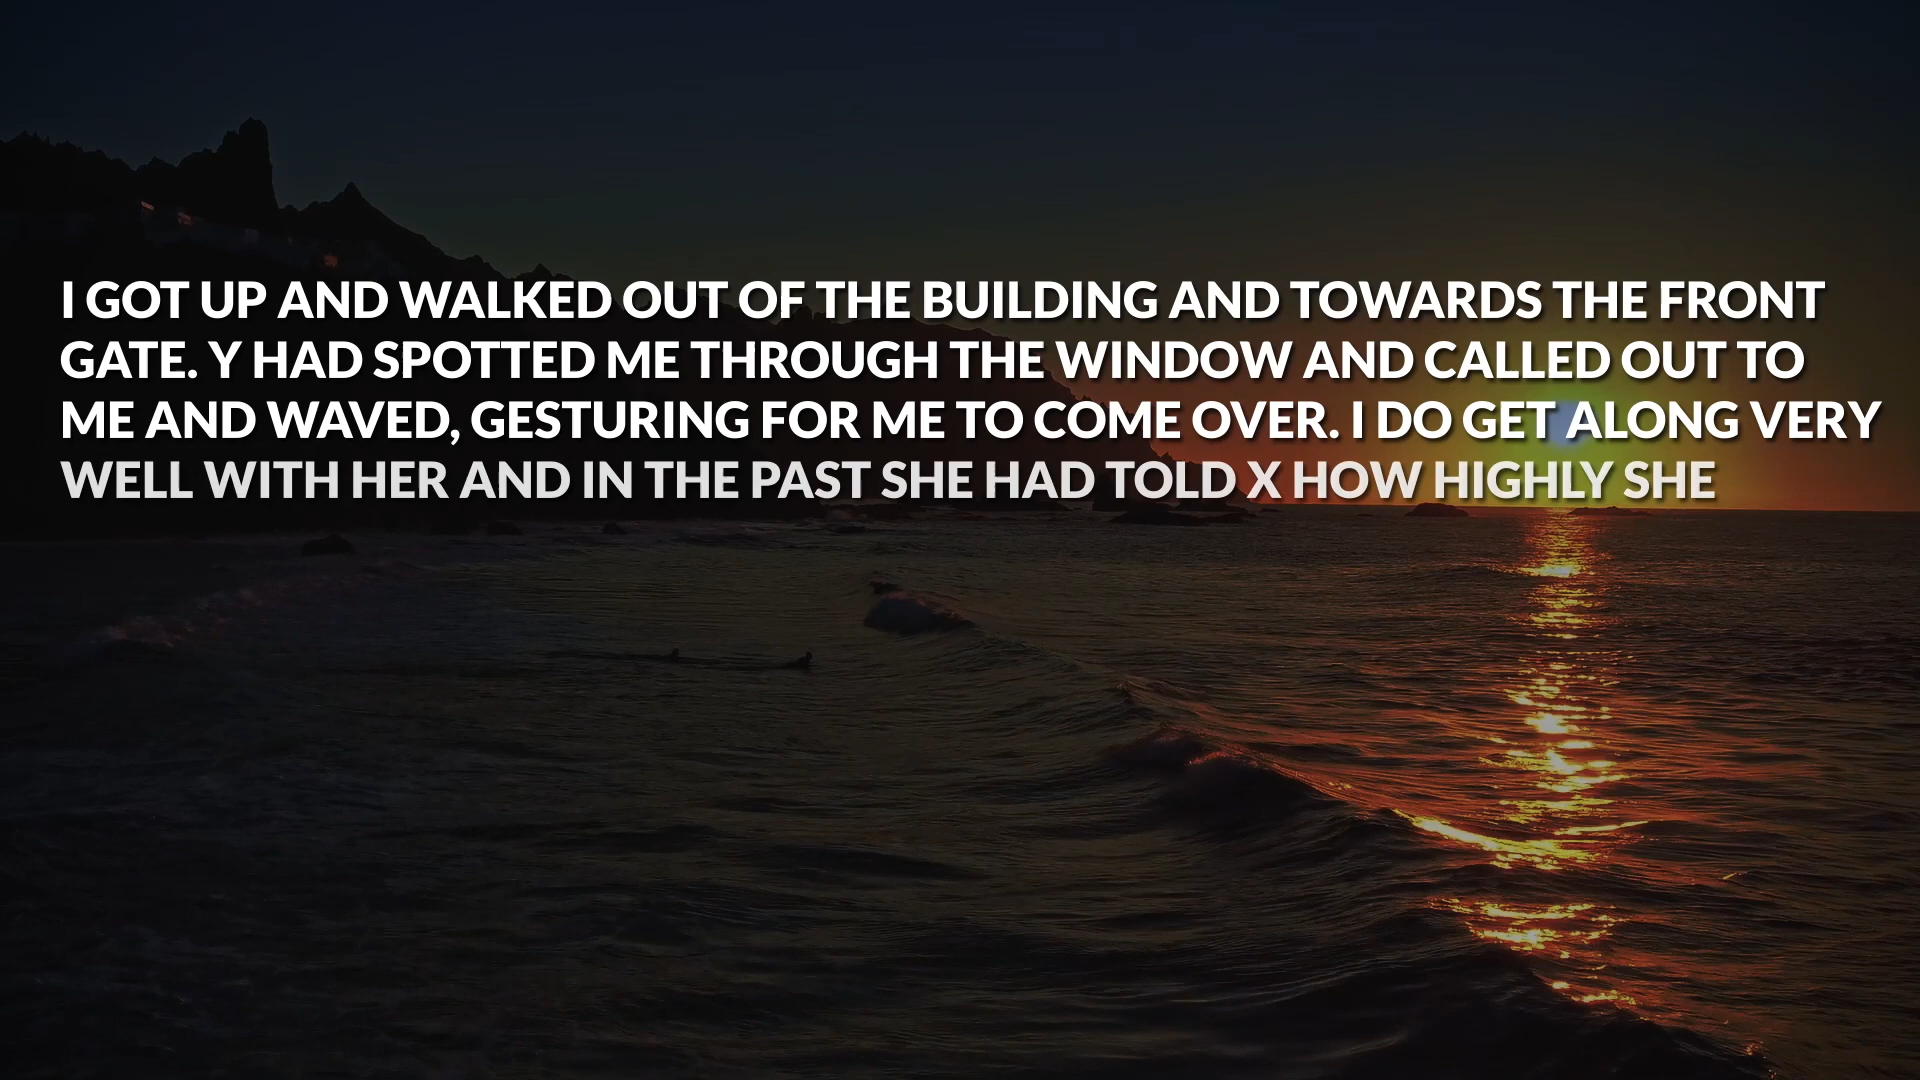 I GOT UP AND WALKED OUT OF THE BUILDING AND TOWARDS THE FRONT
GATE. Y HAD SPOTTED ME THROUGH THE WINDOW AND CALLED OUT TO
ME AND WAVED, GESTURING FOR ME TO COME OVER. I DO GET ALONG VERY
WELL WITH HER AND IN THE PAST SHE HAD TOLD X HOW HIGHLY SHE